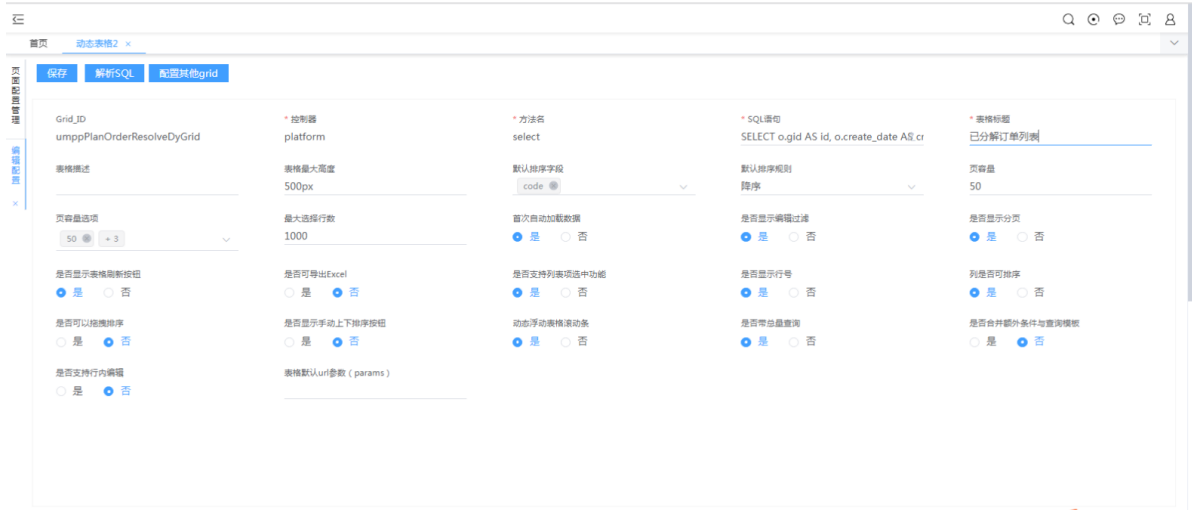 首页
动态表格2 ×
页面配置管理
编辑配置 ×
保存
解析SQL
配置其他grid
Grid_ID
* 控制器
* 方法名
* SQL语句
* 表格标题
umppPlanOrderResolveDyGrid
platform
select
SELECT o.gid AS id, o.create_date AS cr
已分解订单列表
表格描述
表格最大高度
默认排序字段
默认排序规则
页容量
500px
code
降序
50
页容量选项
最大选择行数
首次自动加载数据
是否显示编辑过滤
是否显示分页
50
+ 3
1000
是 否
是 否
是 否
是否显示表格刷新按钮
是否可导出Excel
是否支持列表项选中功能
是否显示行号
列是否可排序
是 否
是 否
是 否
是 否
是 否
是否可以拖拽排序
是否显示手动上下排序按钮
动态浮动表格滚动条
是否带总量查询
是否合并额外条件与查询模板
是 否
是 否
是 否
是 否
是 否
是否支持行内编辑
表格默认url参数 ( params )
是 否